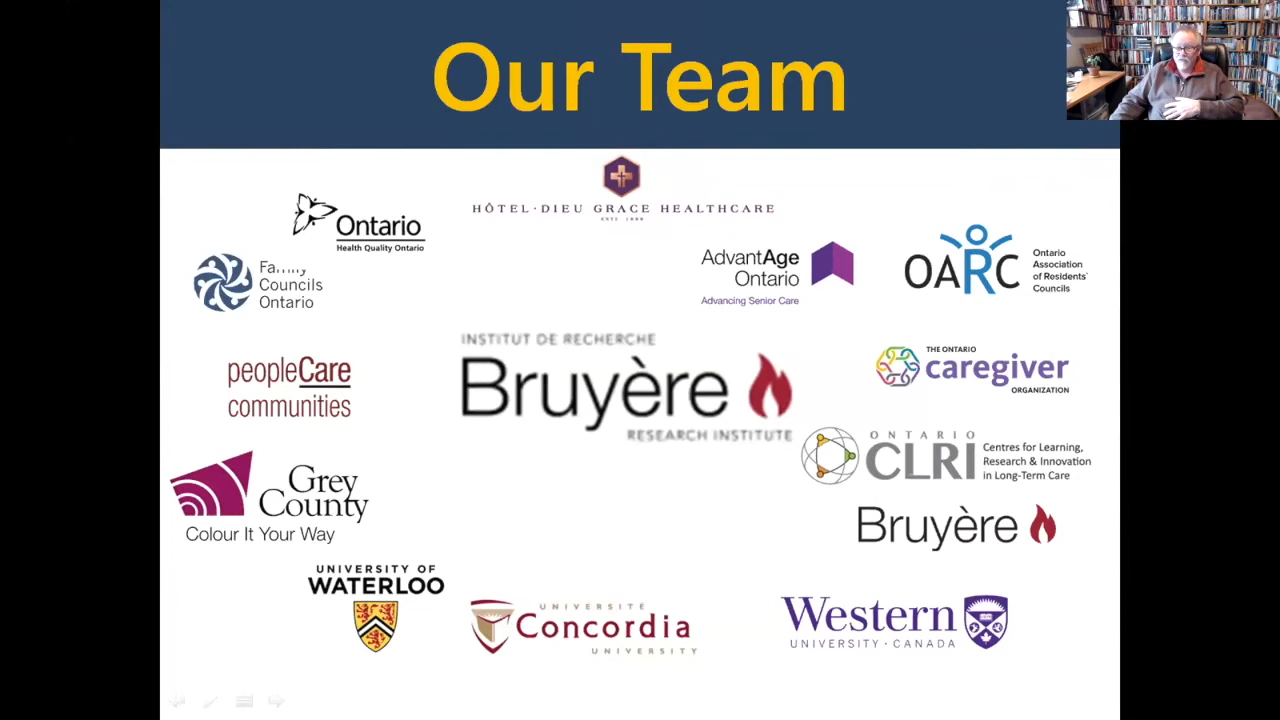 Our Team
HÔTEL·DIEU GRACE HEALTHCARE
ESTD 1888
Ontario
Health Quality Ontario
Family
Councils
Ontario
AdvantAge
Ontario
Advancing Senior Care
OARC
Ontario
Association
of Residents'
Councils
peopleCare
communities
INSTITUT DE RECHERCHE
Bruyère
RESEARCH INSTITUTE
THE ONTARIO
caregiver
ORGANIZATION
ONTARIO
CLRI
Centres for Learning,
Research & Innovation
in Long-Term Care
Grey
County
Colour It Your Way
Bruyère
UNIVERSITY OF
WATERLOO
UNIVERSITÉ
Concordia
UNIVERSITY
Western
UNIVERSITY·CANADA